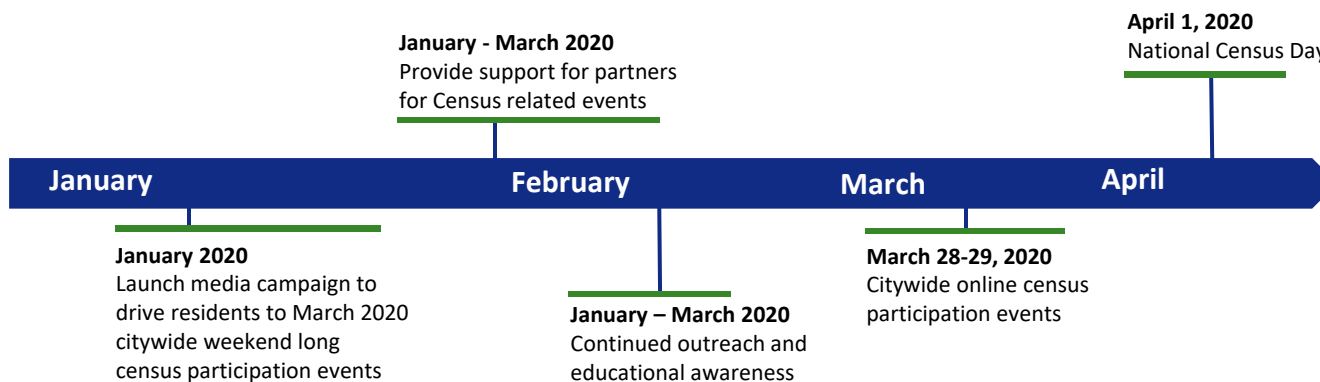 January - March 2020
Provide support for partners
for Census related events
April 1, 2020
National Census Day
January
February
March
April
January 2020
Launch media campaign to
drive residents to March 2020
citywide weekend long
census participation events
January – March 2020
Continued outreach and
educational awareness
March 28-29, 2020
Citywide online census
participation events